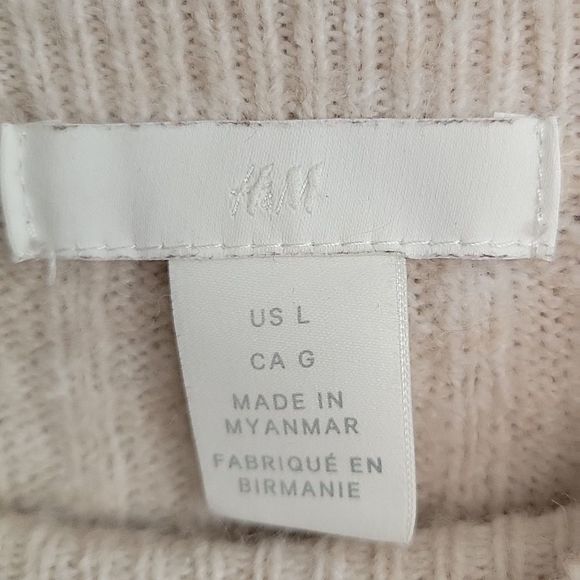 H&M
US L
CA G
MADE IN
MYANMAR
FABRIQUÉ EN
BIRMANIE